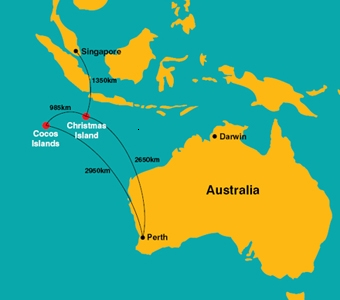 Singapore
1350km
985km
Christmas
Island
Cocos
Islands
Darwin
2650km
2950km
Australia
Perth